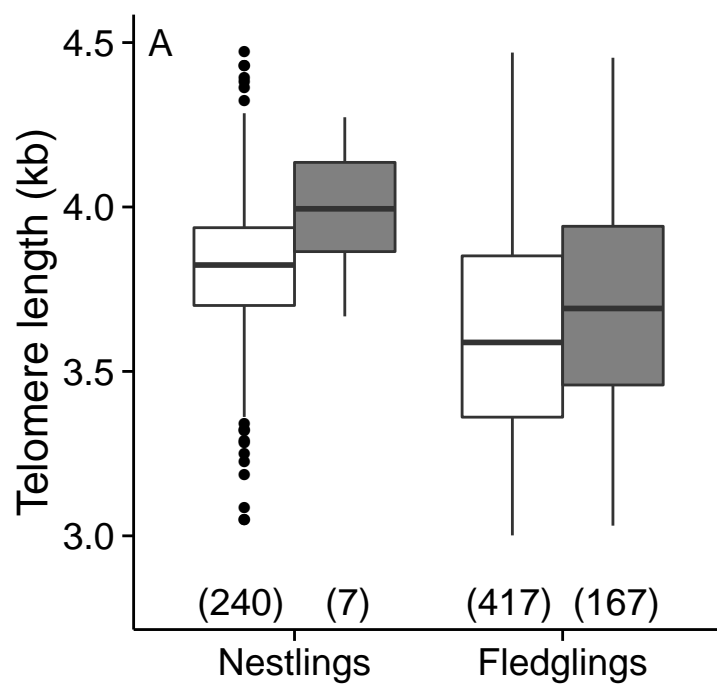 A
Telomere length (kb)
4.5
4.0
3.5
3.0
(240) (7) (417) (167)
Nestlings Fledglings